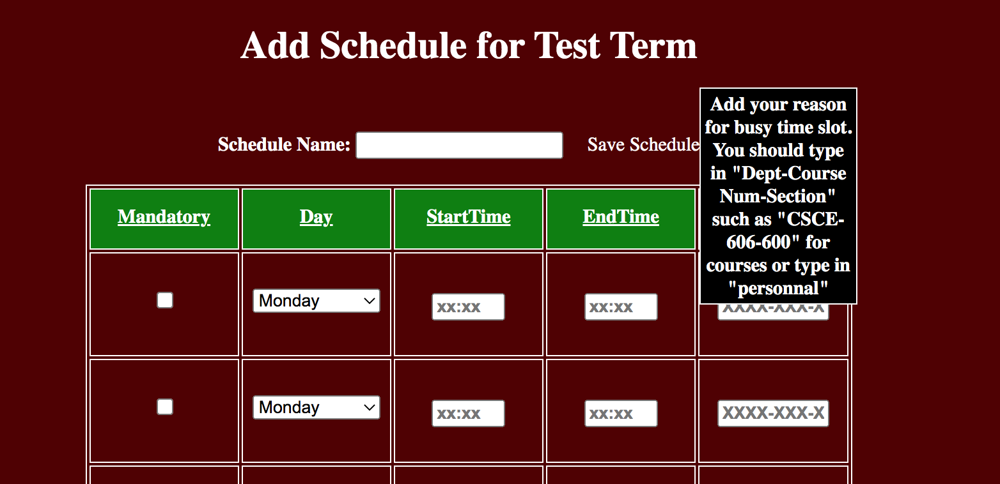 Add Schedule for Test Term
Schedule Name:
Save Schedule
Add your reason
for busy time slot.
You should type
in "Dept-Course
Num-Section"
such as "CSCE-
606-600" for
courses or type in
"personnal"
Mandatory Day StartTime EndTime
Monday xx:xx xx:xx XXXX-XXX-X
Monday xx:xx xx:xx XXXX-XXX-X